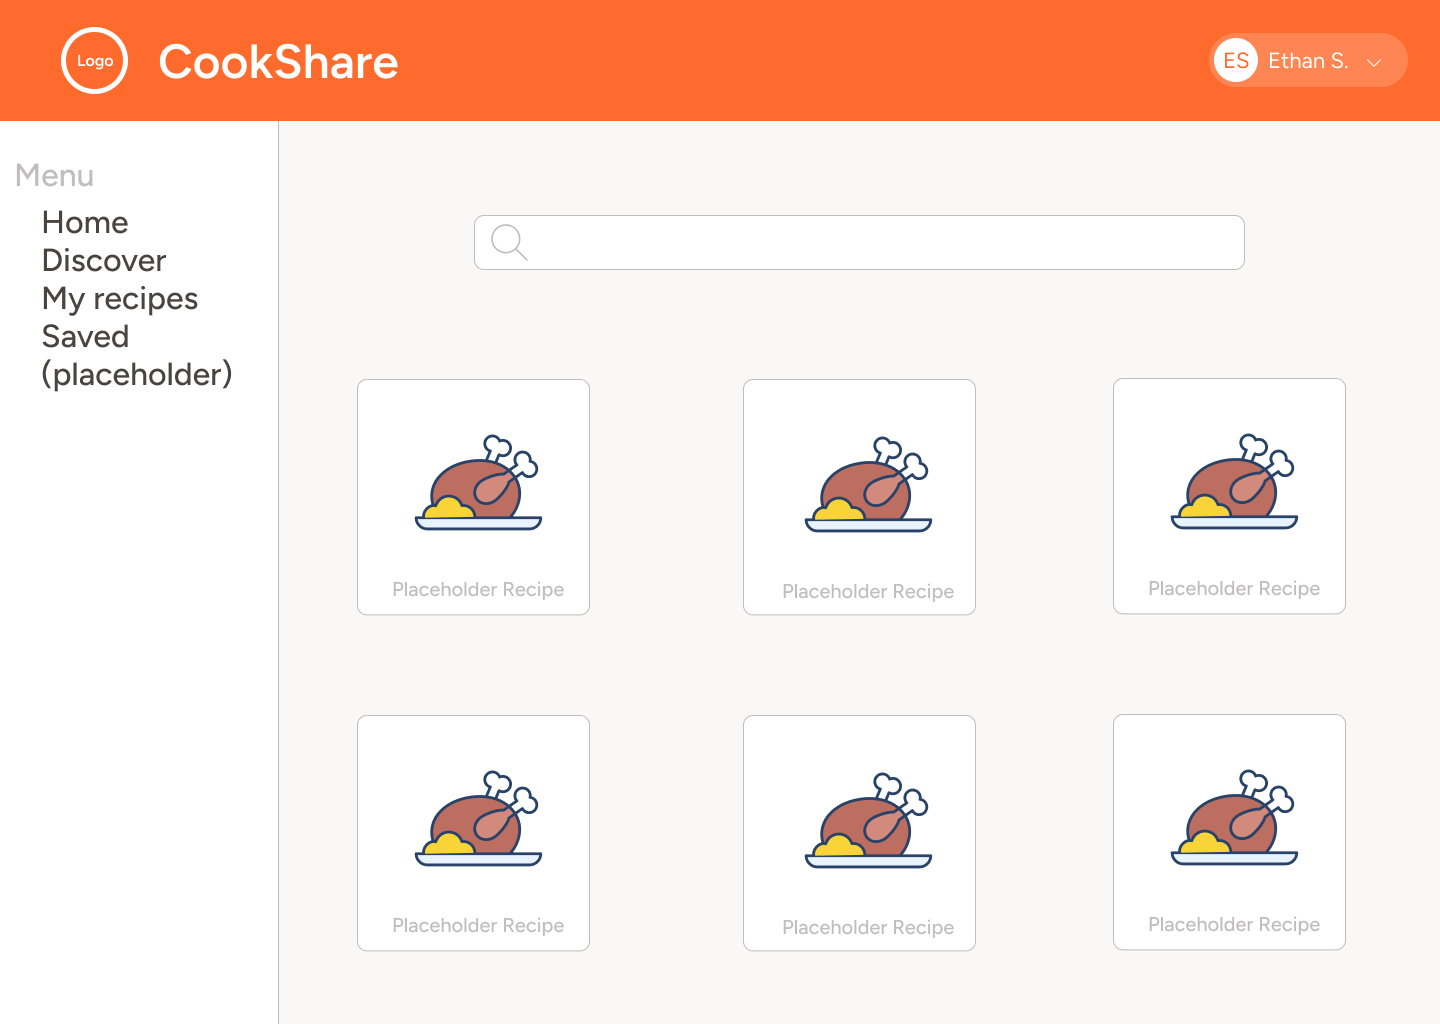 Logo
CookShare
ES
Ethan S.
Menu
Home
Discover
My recipes
Saved
(placeholder)
Placeholder Recipe
Placeholder Recipe
Placeholder Recipe
Placeholder Recipe
Placeholder Recipe
Placeholder Recipe